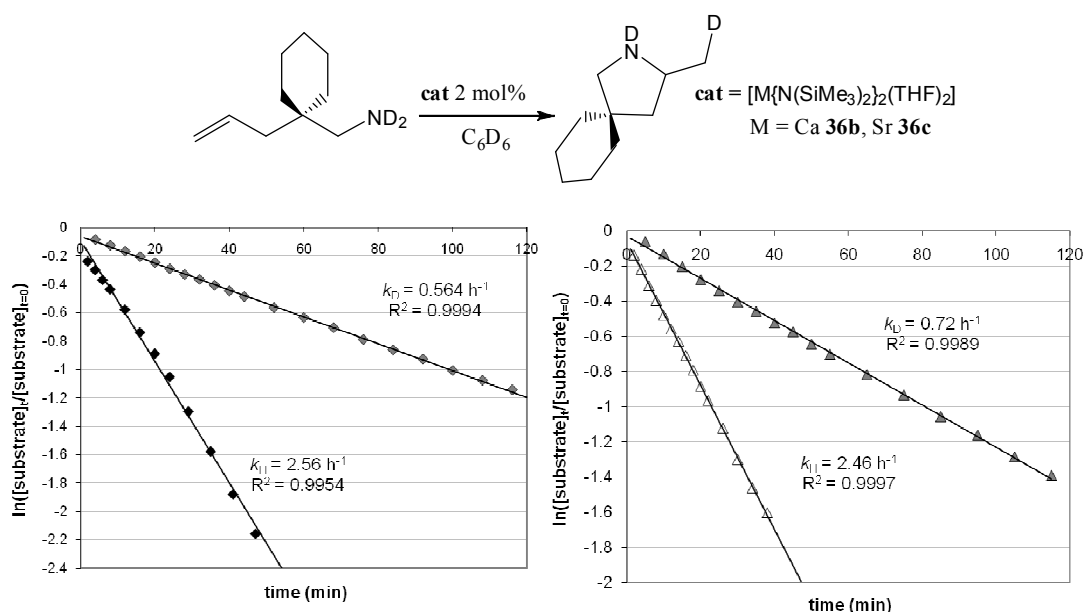 D
D
N
ND₂
cat 2 mol%
C₆D₆
cat = [M{N(SiMe₃)₂}₂(THF)₂]
M = Ca 36b, Sr 36c
0
-0.2
-0.4
-0.6
-0.8
-1
-1.2
-1.4
-1.6
-1.8
-2
-2.2
-2.4
0 20 40 60 80 100 120
ln([substrate]ₜ/[substrate]ₜ₌₀)
time (min)
k_D = 0.564 h⁻¹
R² = 0.9994
k_H = 2.56 h⁻¹
R² = 0.9954
0
-0.2
-0.4
-0.6
-0.8
-1
-1.2
-1.4
-1.6
-1.8
-2
0 20 40 60 80 100 120
ln([substrate]ₜ/[substrate]ₜ₌₀)
time (min)
k_D = 0.72 h⁻¹
R² = 0.9989
k_H = 2.46 h⁻¹
R² = 0.9997